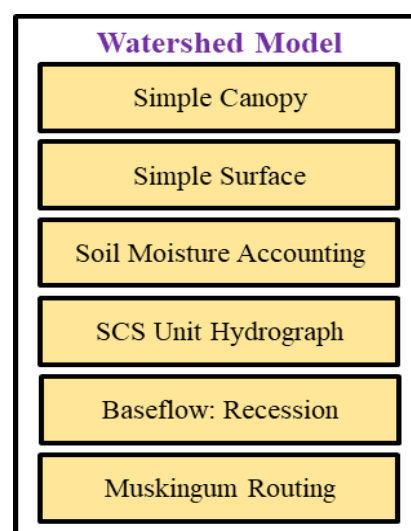 Watershed Model
Simple Canopy
Simple Surface
Soil Moisture Accounting
SCS Unit Hydrograph
Baseflow: Recession
Muskingum Routing